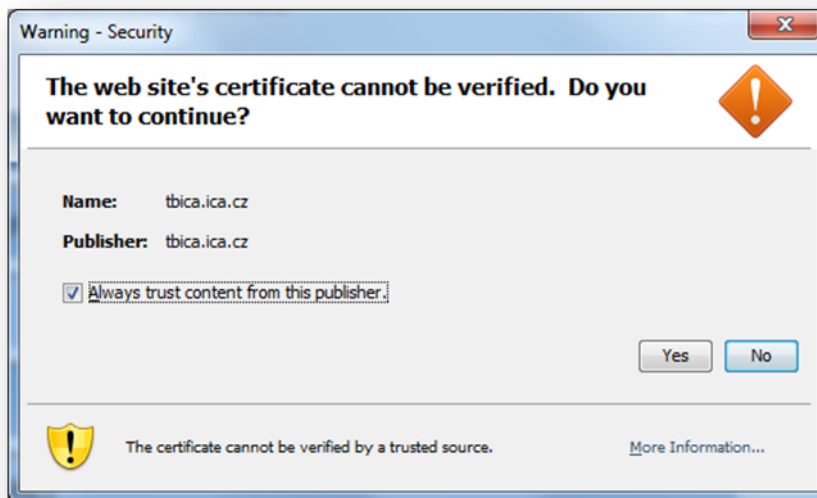 Warning - Security
The web site's certificate cannot be verified. Do you
want to continue?
Name: tbica.ica.cz
Publisher: tbica.ica.cz
Always trust content from this publisher.
Yes No
The certificate cannot be verified by a trusted source. More Information...